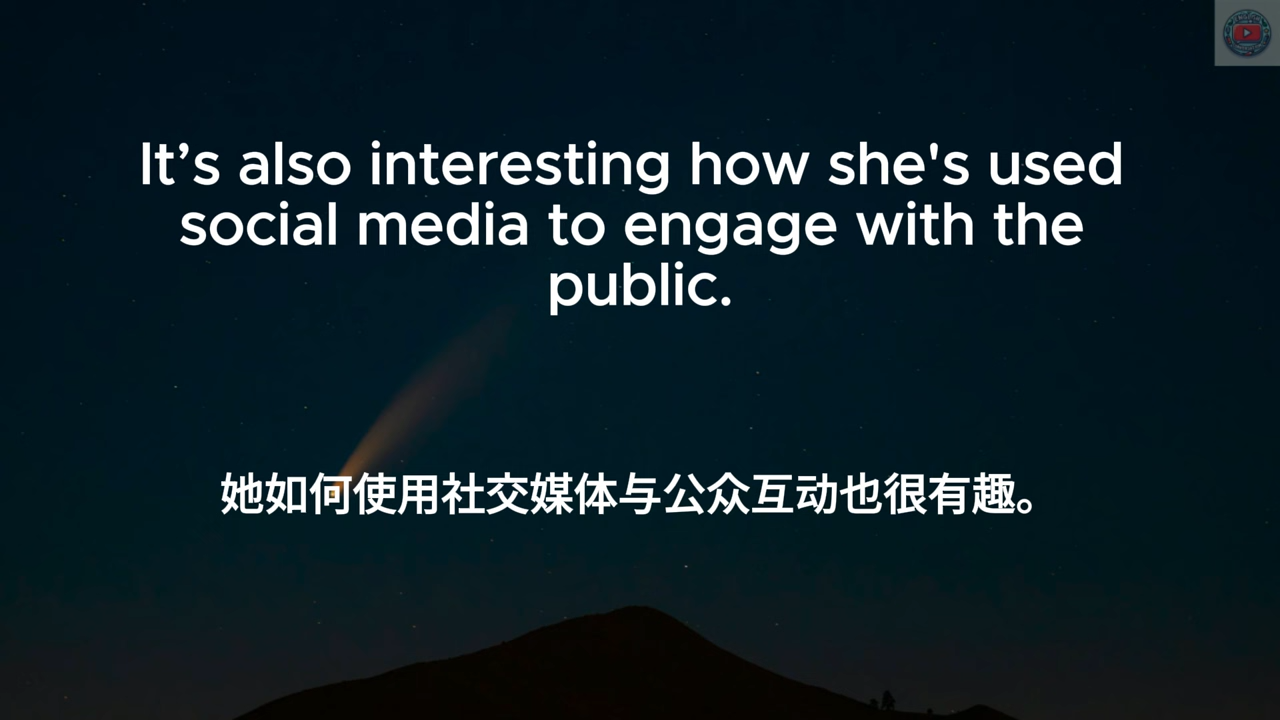 It’s also interesting how she's used
social media to engage with the
public.
她如何使用社交媒体与公众互动也很有趣。